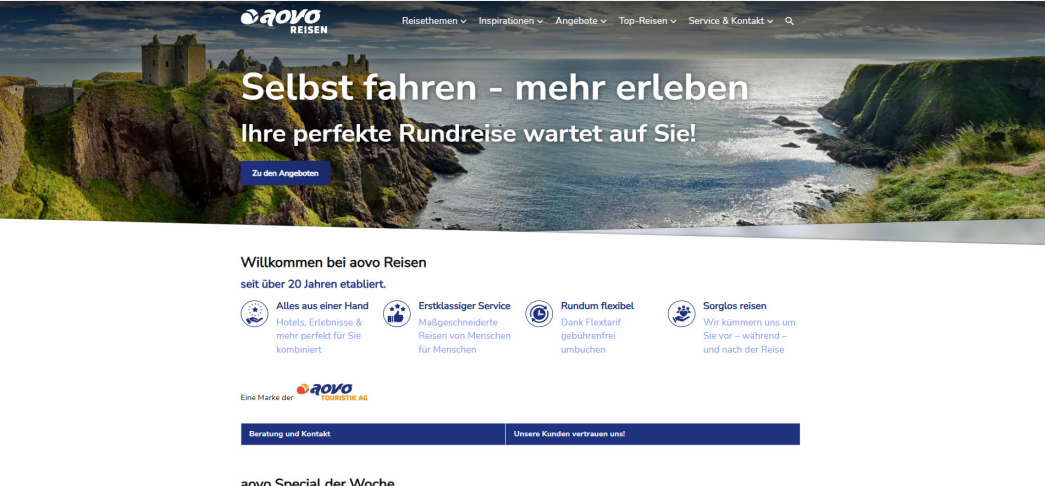 aovo
REISEN
Reisethemen
Inspirationen
Angebote
Top-Reisen
Service & Kontakt
Selbst fahren - mehr erleben
Ihre perfekte Rundreise wartet auf Sie!
Zu den Angeboten
Willkommen bei aovo Reisen
seit über 20 Jahren etabliert.
Alles aus einer Hand
Hotels, Erlebnisse &
mehr perfekt für Sie
kombiniert
Erstklassiger Service
Maßgeschneiderte
Reisen von Menschen
für Menschen
Rundum flexibel
Dank Flextarif
gebührenfrei
umbuchen
Sorglos reisen
Wir kümmern uns um
Sie vor – während –
und nach der Reise
Eine Marke der
aovo
TOURISTIK AG
Beratung und Kontakt
Unsere Kunden vertrauen uns!
aovo Special der Woche